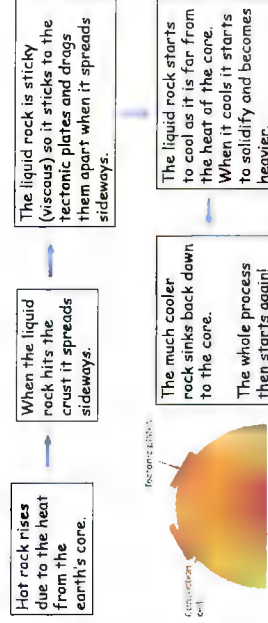 Hot rock rises
due to the heat
from the
earth's core.
When the liquid
rock hits the
crust it spreads
sideways.
The liquid rock is sticky
(viscous) so it sticks to the
tectonic plates and drags
them apart when it spreads
sideways.
The liquid rock starts
to cool as it is far from
the heat of the core.
When it cools it starts
to solidify and becomes
heavier.
The much cooler
rock sinks back down
to the core.
The whole process
then starts again!
Tectonic plates
Convection
cell